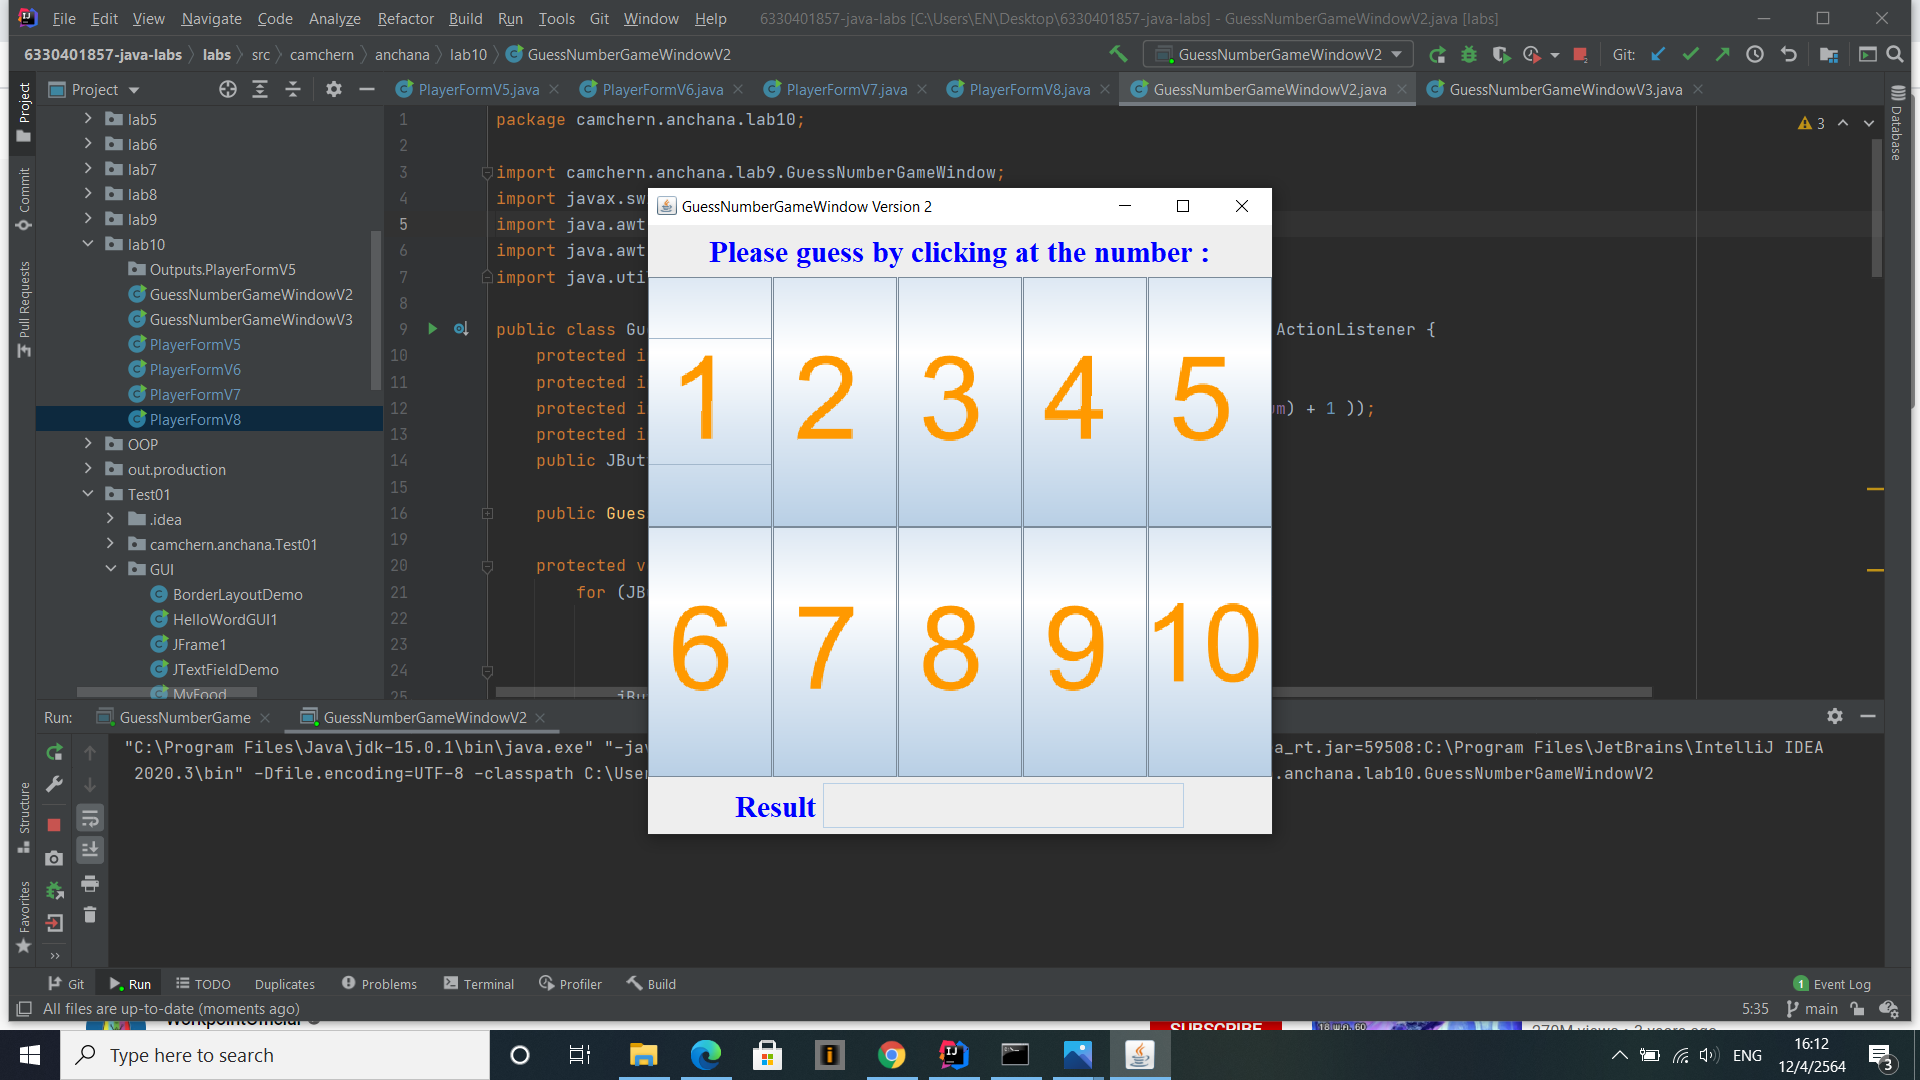 File Edit View Navigate Code Analyze Refactor Build Run Tools Git Window Help 6330401857-java-labs [C:\Users\EN\Desktop\6330401857-java-labs] - GuessNumberGameWindowV2.java [labs]
6330401857-java-labs labs src camchern anchana lab10 GuessNumberGameWindowV2 GuessNumberGameWindowV2 Git:
Project PlayerFormV5.java PlayerFormV6.java PlayerFormV7.java PlayerFormV8.java GuessNumberGameWindowV2.java GuessNumberGameWindowV3.java
Project
Commit
Pull Requests
Structure
Favorites
Database
lab5
lab6
lab7
lab8
lab9
lab10
Outputs.PlayerFormV5
GuessNumberGameWindowV2
GuessNumberGameWindowV3
PlayerFormV5
PlayerFormV6
PlayerFormV7
PlayerFormV8
OOP
out.production
Test01
.idea
camchern.anchana.Test01
GUI
BorderLayoutDemo
HelloWordGUI1
JFrame1
JTextFieldDemo
MyFood
1 package camchern.anchana.lab10; 3
2
3 import camchern.anchana.lab9.GuessNumberGameWindow;
4 import javax.sw
5 import java.awt
6 import java.awt
7 import java.uti
8
9 public class Gu ActionListener {
10 protected i
11 protected i
12 protected i m) + 1 ));
13 protected i
14 public JBut
15
16 public Gues
19
20 protected v
21 for (JB
22
23
24
25 jBu
GuessNumberGameWindow Version 2
Please guess by clicking at the number :
1 2 3 4 5
6 7 8 9 10
Result
Run: GuessNumberGame GuessNumberGameWindowV2
"C:\Program Files\Java\jdk-15.0.1\bin\java.exe" "-jav a_rt.jar=59508:C:\Program Files\JetBrains\IntelliJ IDEA
2020.3\bin" -Dfile.encoding=UTF-8 -classpath C:\User .anchana.lab10.GuessNumberGameWindowV2
Git Run TODO Duplicates Problems Terminal Profiler Build 1 Event Log
All files are up-to-date (moments ago) 5:35 main
WorkpointOfficial SUBSCRIBE 18 พ.ค. 60
Type here to search ENG 16:12
12/4/2564 3